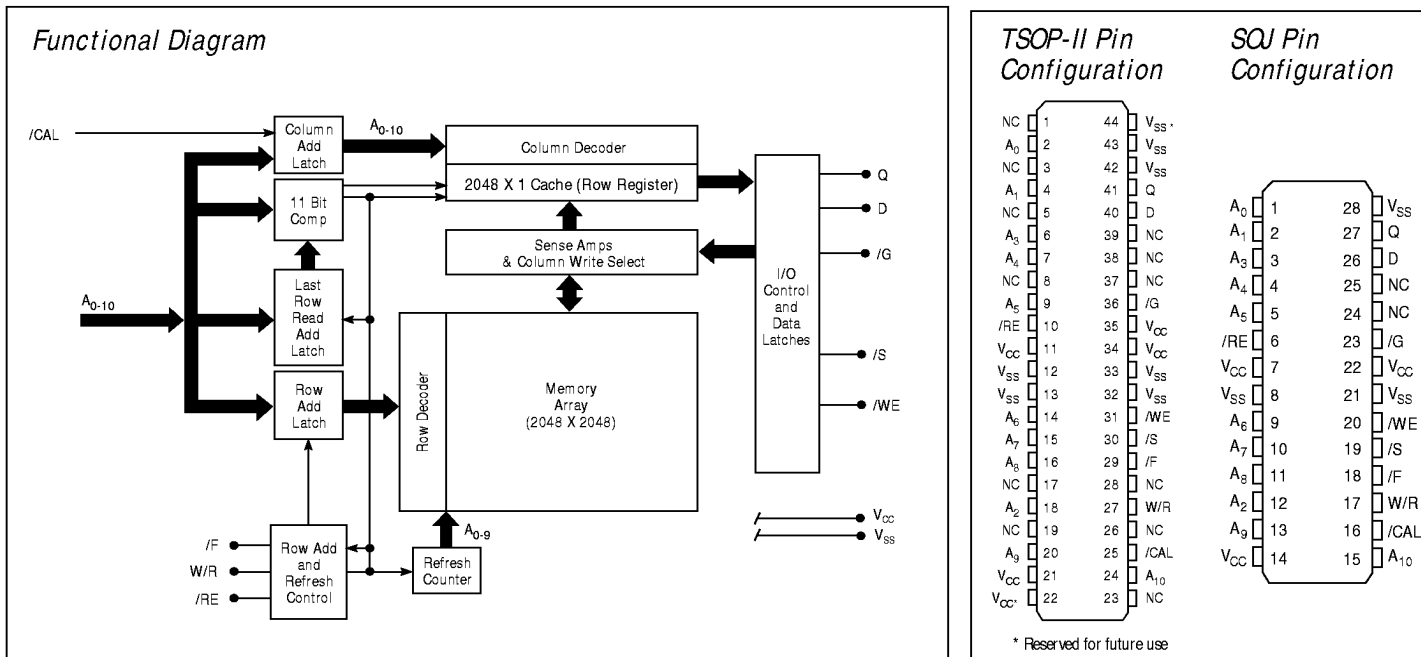 Functional Diagram
/CAL
Column
Add
Latch
A0-10
Column Decoder
2048 X 1 Cache (Row Register)
11 Bit
Comp
Sense Amps
& Column Write Select
Last
Row
Read
Add
Latch
A0-10
Row
Add
Latch
Row Decoder
Memory
Array
(2048 X 2048)
I/O
Control
and
Data
Latches
Q
D
/G
/S
/WE
VCC
VSS
A0-9
/F
W/R
/RE
Row Add
and
Refresh
Control
Refresh
Counter
TSOP-II Pin
Configuration
NC 1 44 VSS*
A0 2 43 VSS
NC 3 42 VSS
A1 4 41 Q
NC 5 40 D
A3 6 39 NC
A4 7 38 NC
NC 8 37 NC
A5 9 36 /G
/RE 10 35 VCC
VCC 11 34 VCC
VSS 12 33 VSS
VSS 13 32 VSS
A6 14 31 /WE
A7 15 30 /S
A8 16 29 /F
NC 17 28 NC
A2 18 27 W/R
NC 19 26 NC
A9 20 25 /CAL
VCC 21 24 A10
VCC* 22 23 NC
* Reserved for future use
SOJ Pin
Configuration
A0 1 28 VSS
A1 2 27 Q
A3 3 26 D
A4 4 25 NC
A5 5 24 NC
/RE 6 23 /G
VCC 7 22 VCC
VSS 8 21 VSS
A6 9 20 /WE
A7 10 19 /S
A8 11 18 /F
A2 12 17 W/R
A9 13 16 /CAL
VCC 14 15 A10